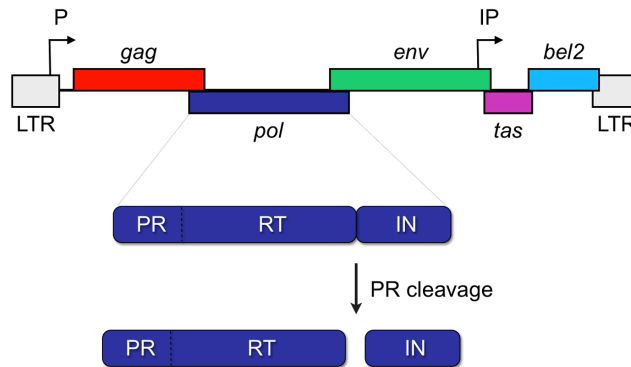 P IP
gag env bel2
LTR pol tas LTR
PR RT IN
PR cleavage
PR RT IN